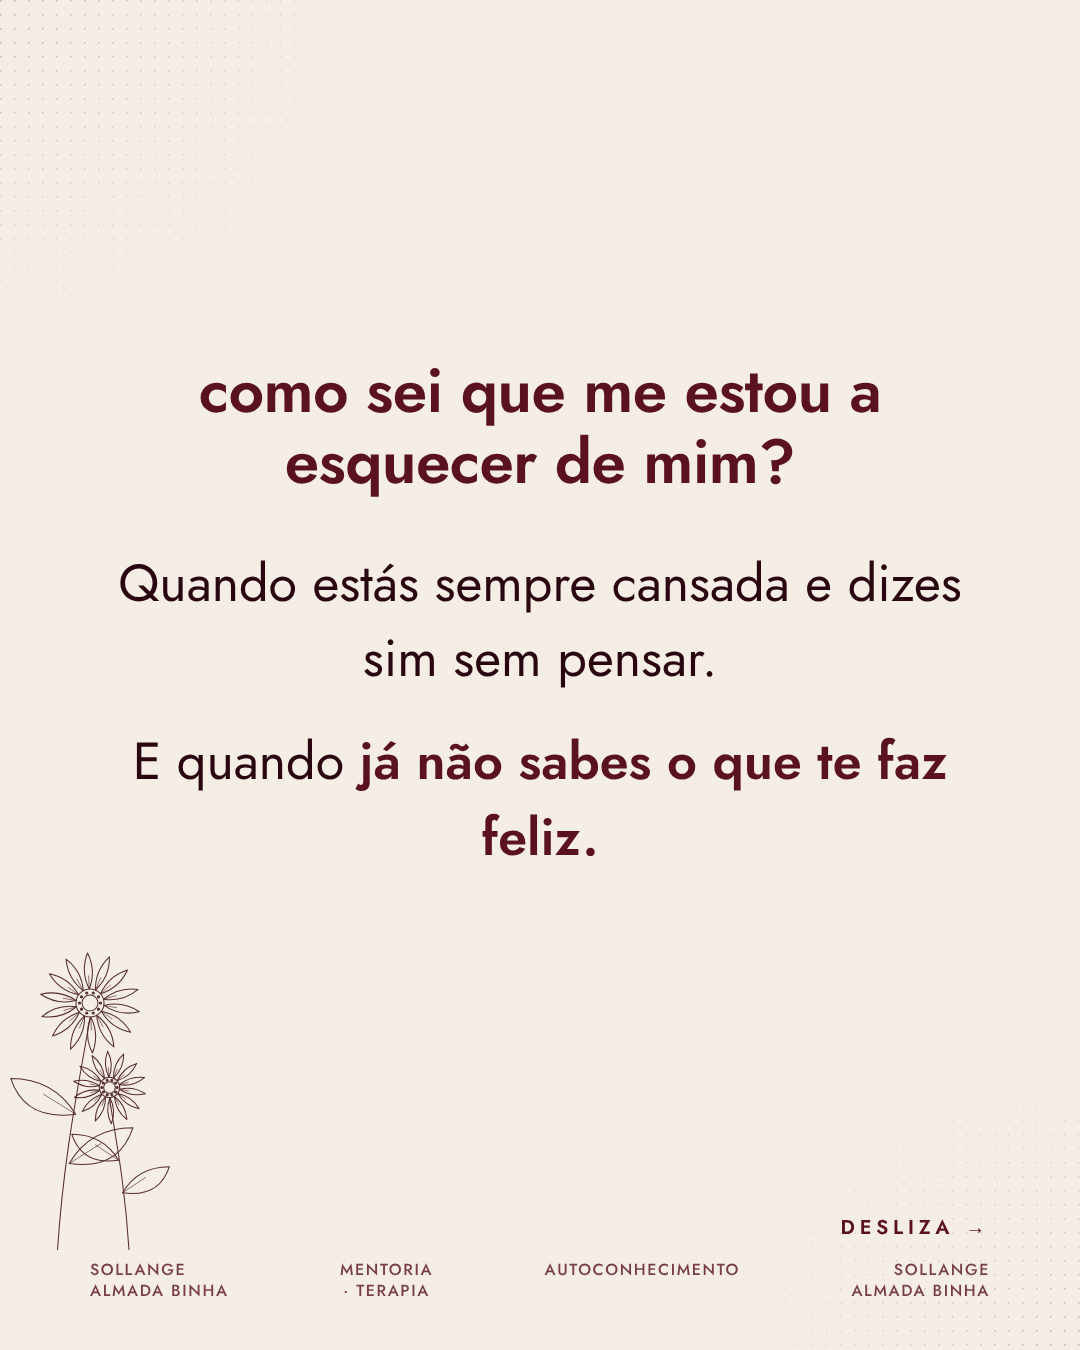 como sei que me estou a
esquecer de mim?
Quando estás sempre cansada e dizes
sim sem pensar.
E quando já não sabes o que te faz
feliz.
DESLIZA →
SOLLANGE
ALMADA BINHA
MENTORIA
· TERAPIA
AUTOCONHECIMENTO
SOLLANGE
ALMADA BINHA